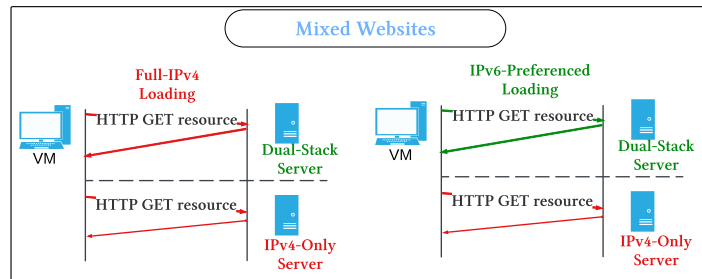 Mixed Websites
Full-IPv4
Loading
HTTP GET resource
VM
Dual-Stack
Server
HTTP GET resource
IPv4-Only
Server
IPv6-Preferenced
Loading
HTTP GET resource
VM
Dual-Stack
Server
HTTP GET resource
IPv4-Only
Server